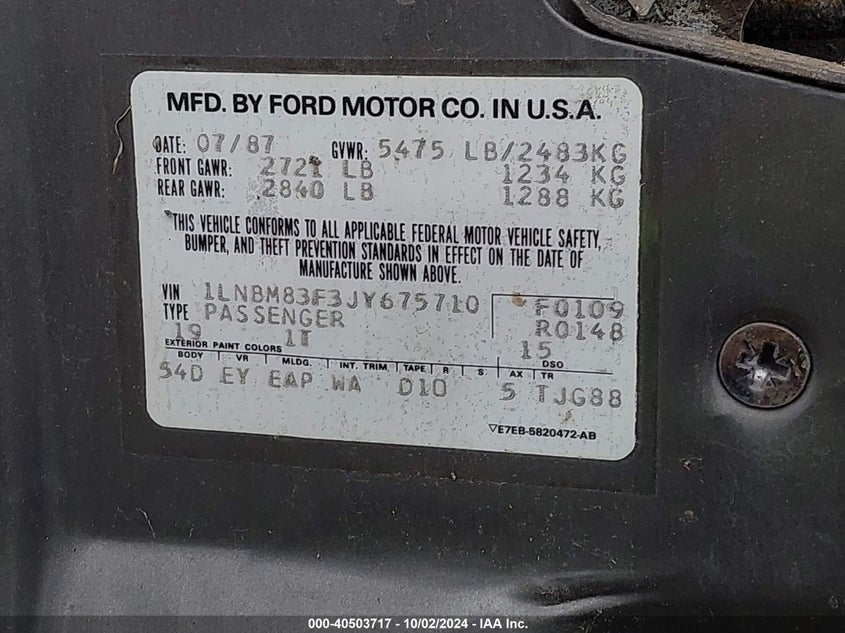 MFD. BY FORD MOTOR CO. IN U.S.A.
DATE: 07/87 GVWR: 5475 LB/2483KG
FRONT GAWR: 2721 LB 1234 KG
REAR GAWR: 2840 LB 1288 KG
THIS VEHICLE CONFORMS TO ALL APPLICABLE FEDERAL MOTOR VEHICLE SAFETY,
BUMPER, AND THEFT PREVENTION STANDARDS IN EFFECT ON THE DATE OF
MANUFACTURE SHOWN ABOVE.
VIN 1LNBM83F3JY675710 F0109
TYPE PASSENGER R0148
19 1T 15
EXTERIOR PAINT COLORS DSO
BODY VR MLDG. INT. TRIM TAPE R S AX TR
54D EY EAP WA D10 5 TJG88
▽E7EB-5820472-AB
000-40503717 - 10/02/2024 - IAA Inc.